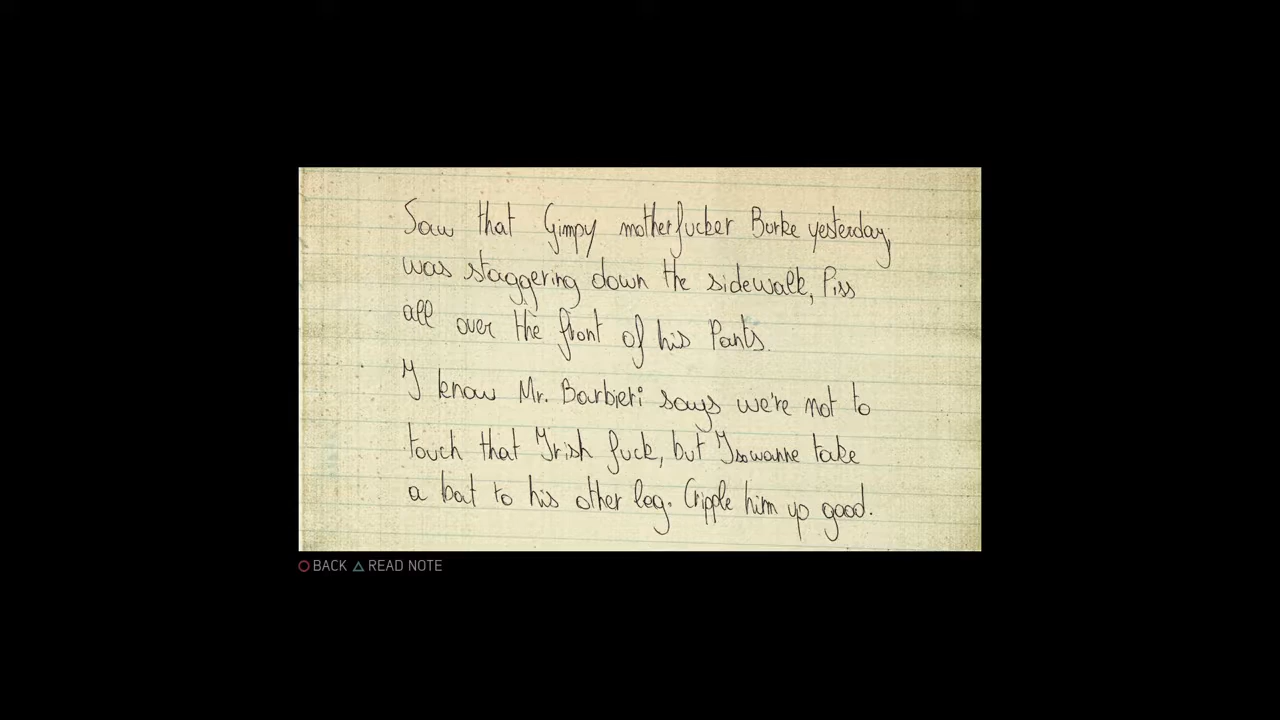 Saw that Gimpy motherfucker Burke yesterday,
was staggering down the sidewalk, Piss
all over the front of his Pants.
I know Mr. Barbieri says we're not to
touch that Irish fuck, but I so wanne take
a bat to his other leg. Cripple him up good.
BACK READ NOTE